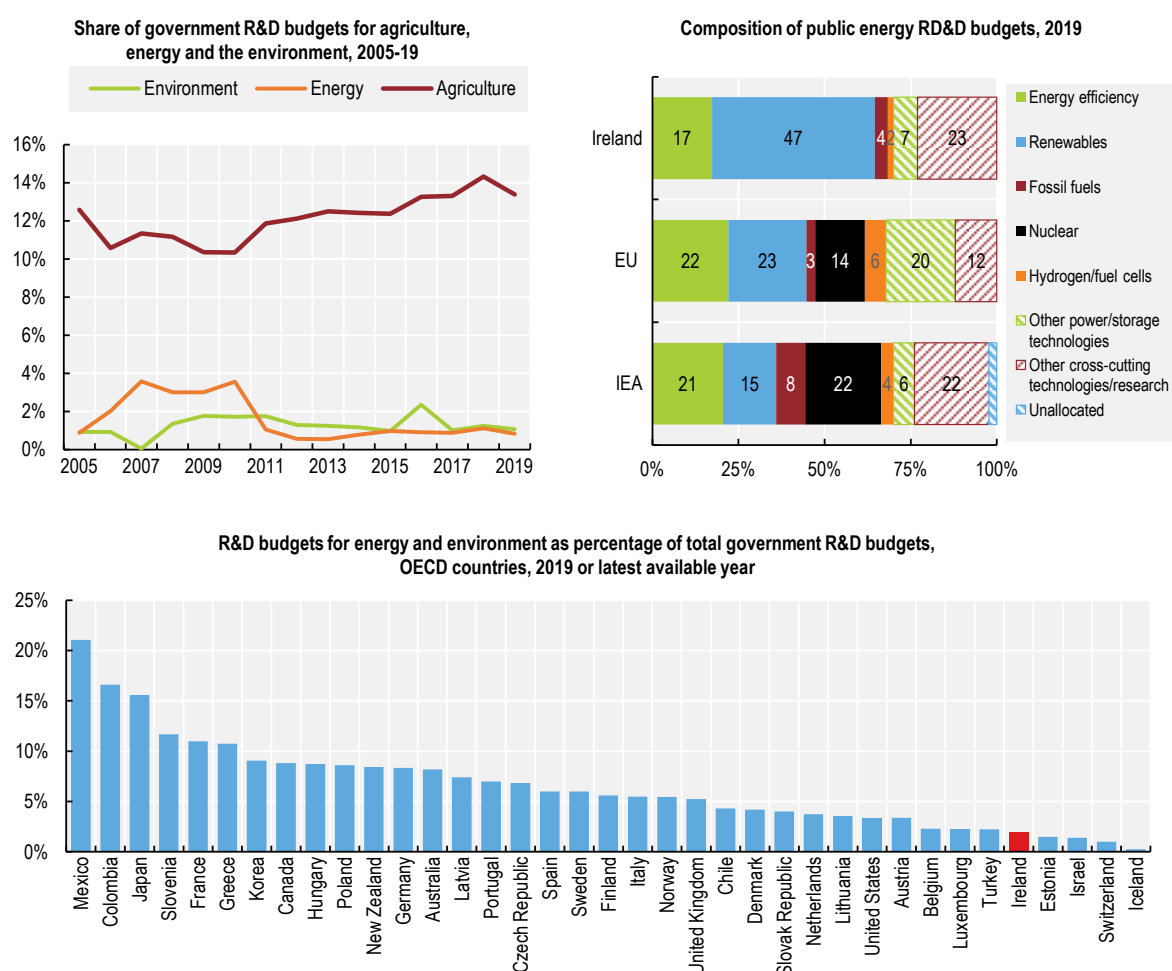 Share of government R&D budgets for agriculture,
energy and the environment, 2005-19
Environment Energy Agriculture
16%
14%
12%
10%
8%
6%
4%
2%
0%
2005 2007 2009 2011 2013 2015 2017 2019
Composition of public energy RD&D budgets, 2019
Ireland 17 47 4 2 7 23
EU 22 23 3 14 6 20 12
IEA 21 15 8 22 4 6 22
0% 25% 50% 75% 100%
Energy efficiency
Renewables
Fossil fuels
Nuclear
Hydrogen/fuel cells
Other power/storage
technologies
Other cross-cutting
technologies/research
Unallocated
R&D budgets for energy and environment as percentage of total government R&D budgets,
OECD countries, 2019 or latest available year
25%
20%
15%
10%
5%
0%
Mexico
Colombia
Japan
Slovenia
France
Greece
Korea
Canada
Hungary
Poland
New Zealand
Germany
Australia
Latvia
Portugal
Czech Republic
Spain
Sweden
Finland
Italy
Norway
United Kingdom
Chile
Denmark
Slovak Republic
Netherlands
Lithuania
United States
Austria
Belgium
Luxembourg
Turkey
Ireland
Estonia
Israel
Switzerland
Iceland